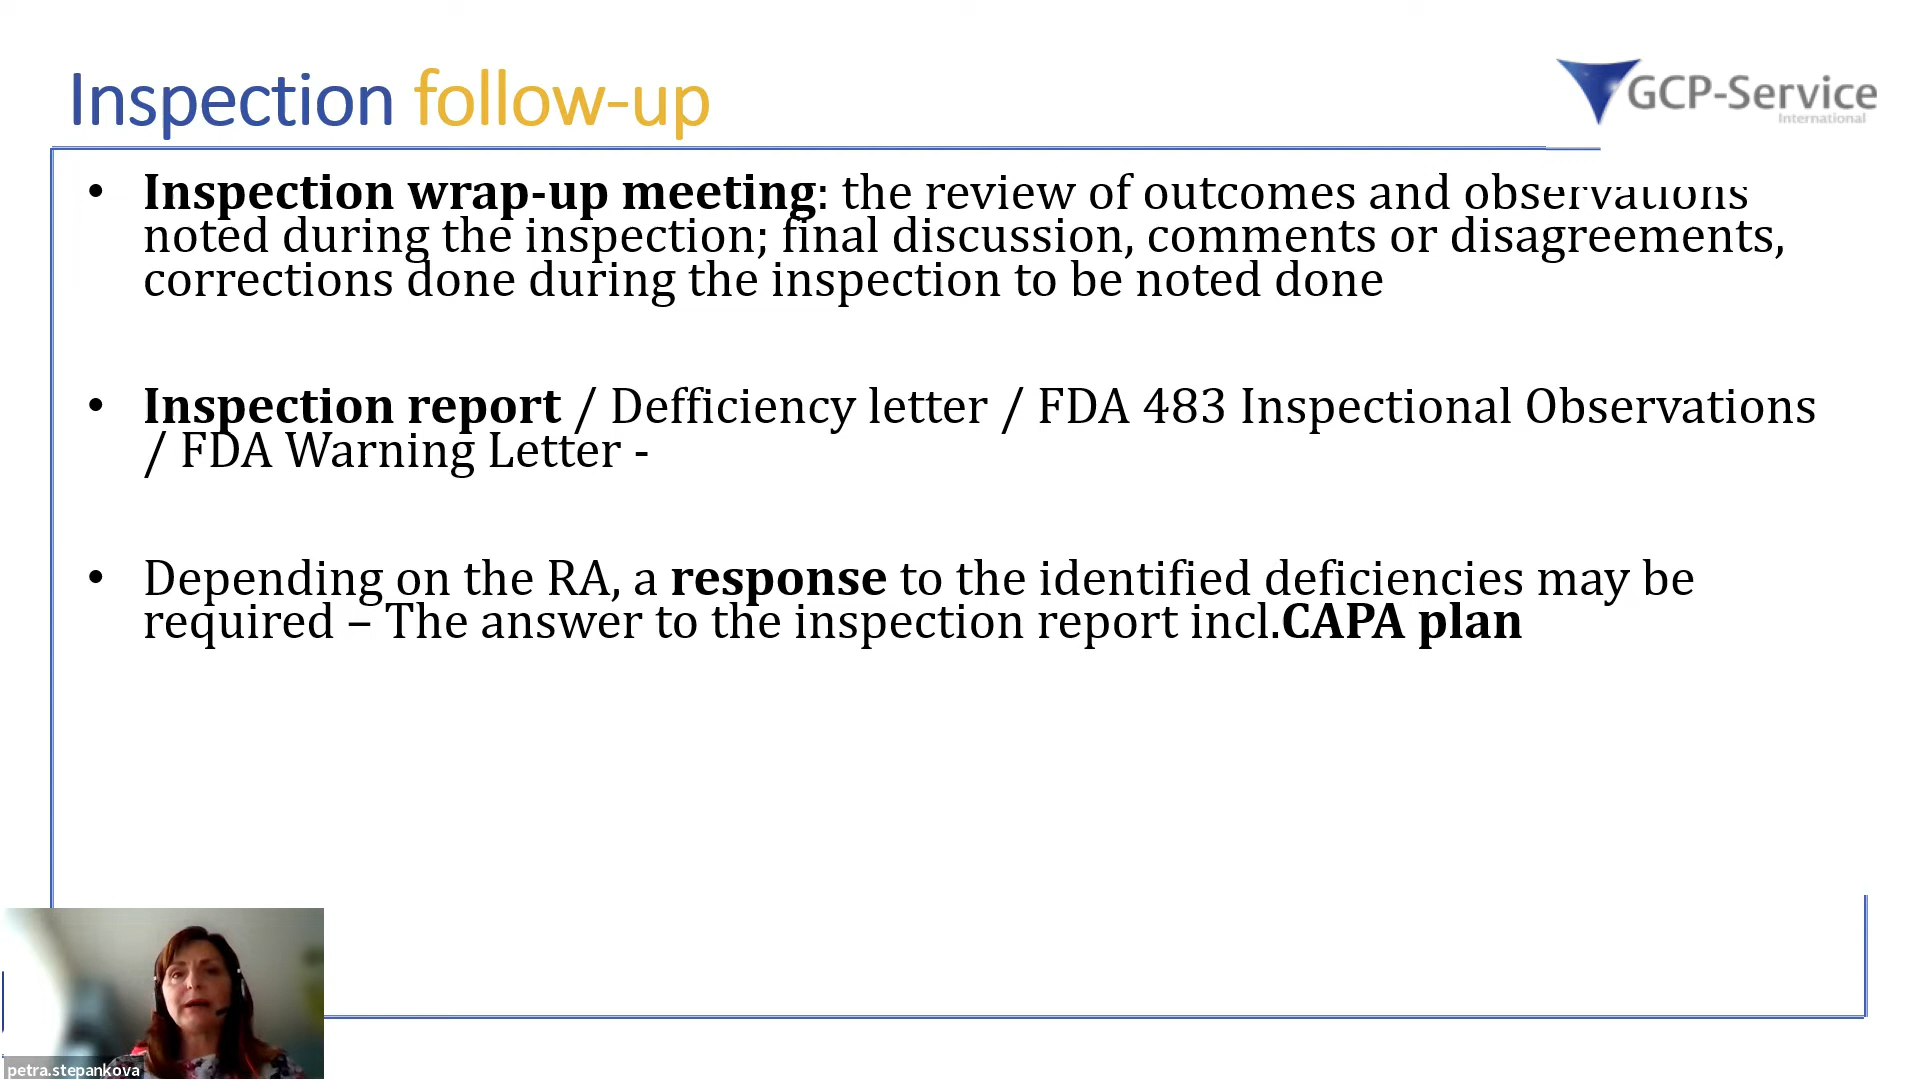 Inspection follow-up
GCP-Service
International
• Inspection wrap-up meeting: the review of outcomes and observations
noted during the inspection; final discussion, comments or disagreements,
corrections done during the inspection to be noted done
• Inspection report / Defficiency letter / FDA 483 Inspectional Observations
/ FDA Warning Letter -
• Depending on the RA, a response to the identified deficiencies may be
required – The answer to the inspection report incl.CAPA plan
petra.stepankova